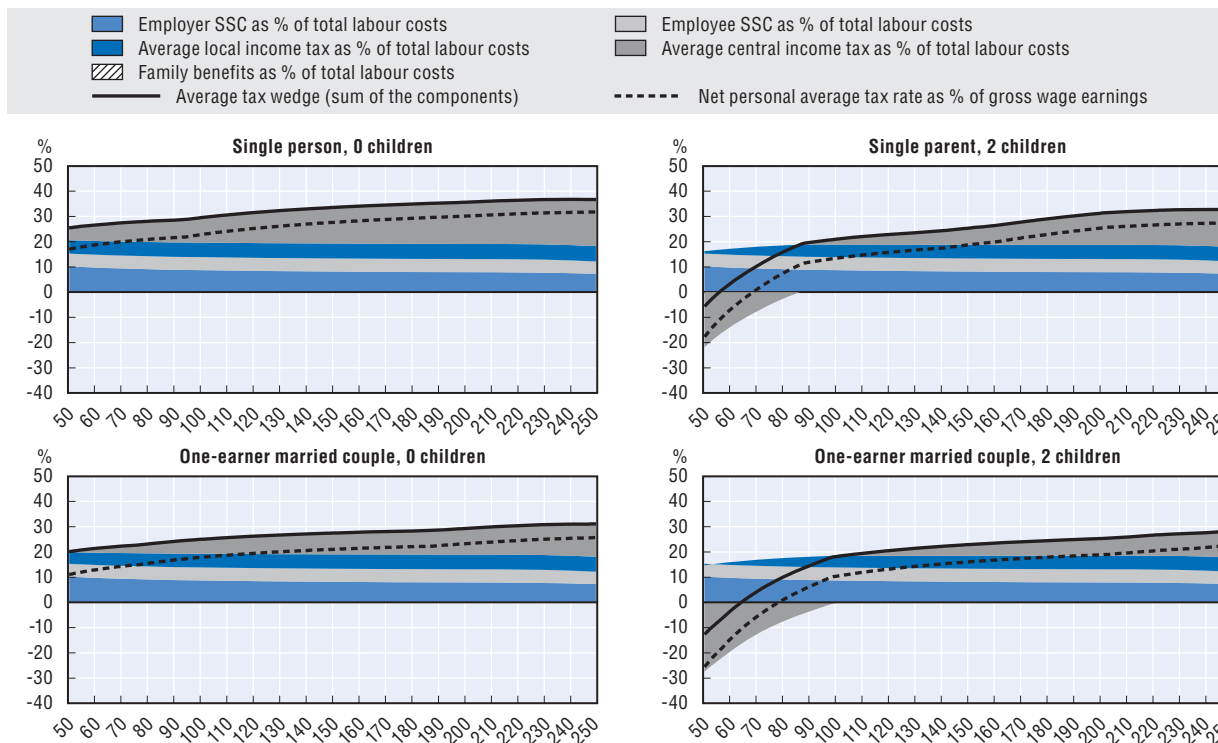 Employer SSC as % of total labour costs
Employee SSC as % of total labour costs
Average local income tax as % of total labour costs
Average central income tax as % of total labour costs
Family benefits as % of total labour costs
Average tax wedge (sum of the components)
Net personal average tax rate as % of gross wage earnings
% Single person, 0 children
50
40
30
20
10
0
-10
-20
-30
-40
50 60 70 80 90 100 110 120 130 140 150 160 170 180 190 200 210 220 230 240 250
% Single parent, 2 children
50
40
30
20
10
0
-10
-20
-30
-40
50 60 70 80 90 100 110 120 130 140 150 160 170 180 190 200 210 220 230 240
% One-earner married couple, 0 children
50
40
30
20
10
0
-10
-20
-30
-40
50 60 70 80 90 100 110 120 130 140 150 160 170 180 190 200 210 220 230 240 250
% One-earner married couple, 2 children
50
40
30
20
10
0
-10
-20
-30
-40
50 60 70 80 90 100 110 120 130 140 150 160 170 180 190 200 210 220 230 240